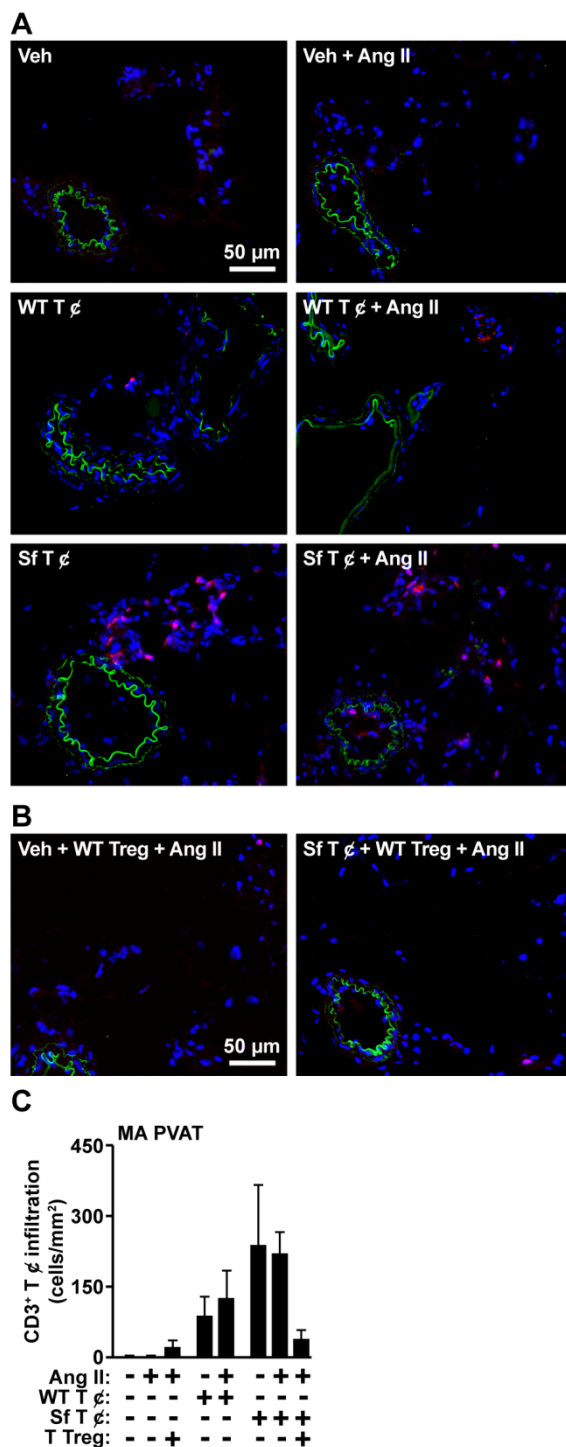 A
Veh
Veh + Ang II
50 µm
WT T ȼ
WT T ȼ + Ang II
Sf T ȼ
Sf T ȼ + Ang II
B
Veh + WT Treg + Ang II
Sf T ȼ + WT Treg + Ang II
50 µm
C
MA PVAT
CD3⁺ T ȼ infiltration
(cells/mm²)
450
300
150
0
Ang II: - + + - + - + +
WT T ȼ: - - - + + - - -
Sf T ȼ: - - - - - + + +
T Treg: - - + - - - - +